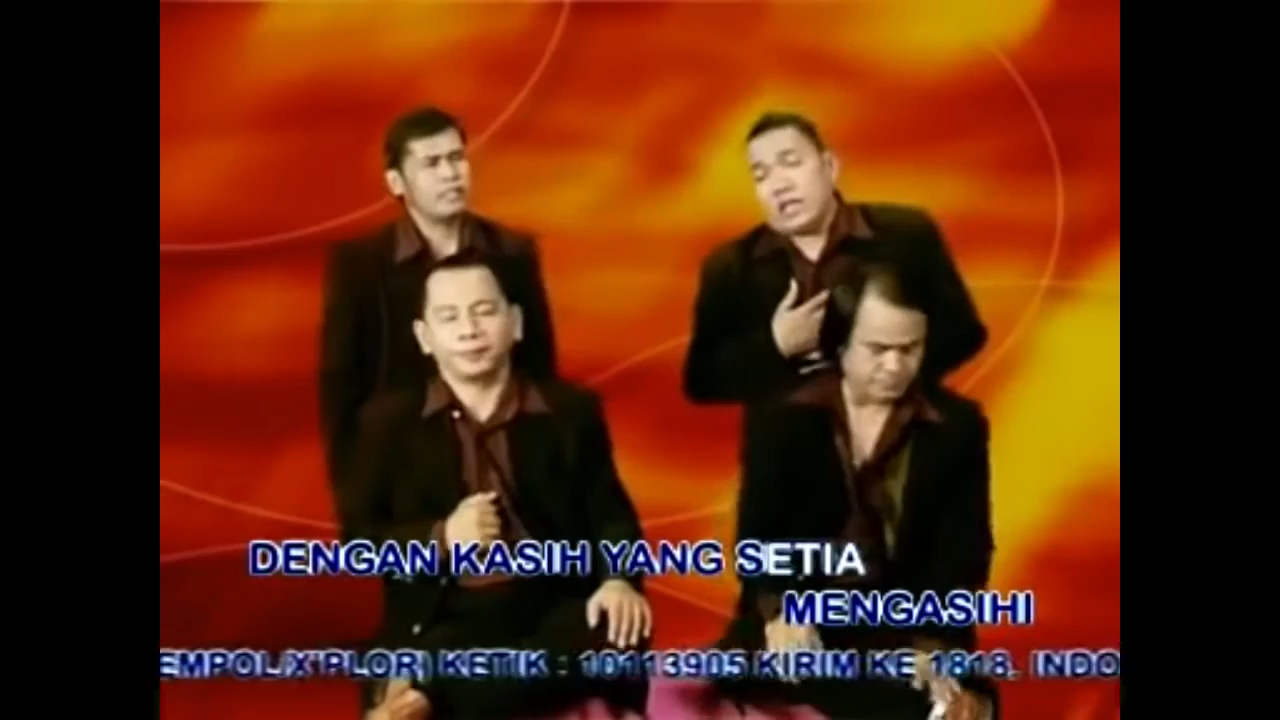 DENGAN KASIH YANG SETIA
MENGASIHI
EMPOL(X'PLOR) KETIK : 10113905 KIRIM KE 1818. INDO